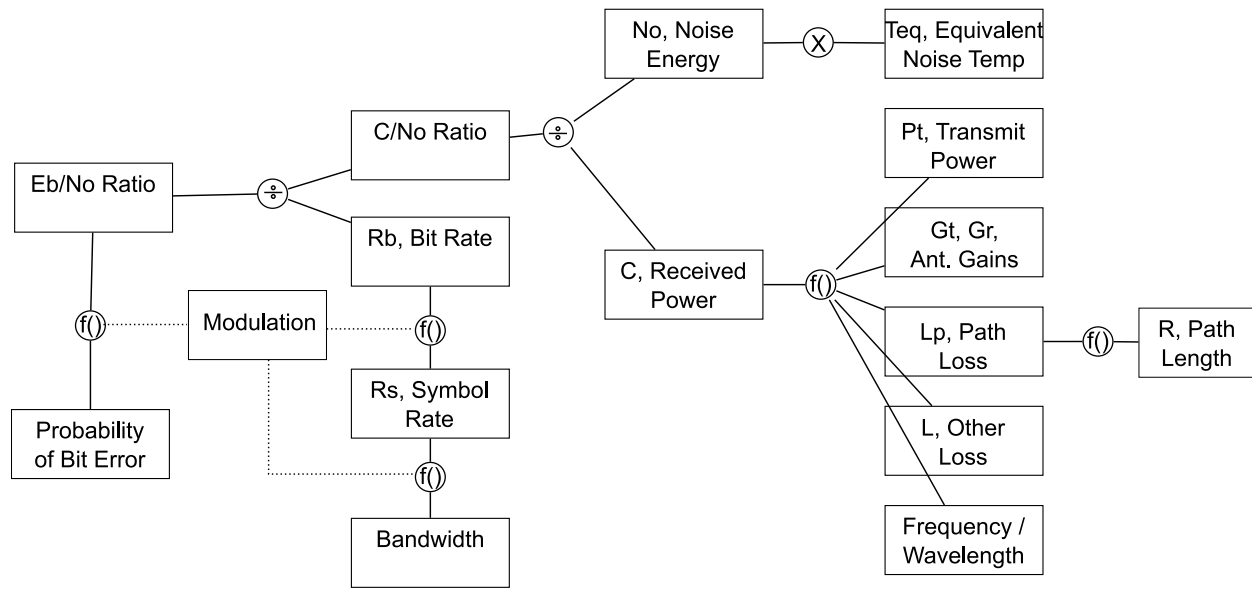 No, Noise
Energy
X
Teq, Equivalent
Noise Temp
C/No Ratio
÷
Pt, Transmit
Power
Eb/No Ratio
÷
Rb, Bit Rate
Gt, Gr,
Ant. Gains
C, Received
Power
f()
f()
Modulation
f()
Lp, Path
Loss
f()
R, Path
Length
Rs, Symbol
Rate
Probability
of Bit Error
L, Other
Loss
f()
Bandwidth
Frequency /
Wavelength